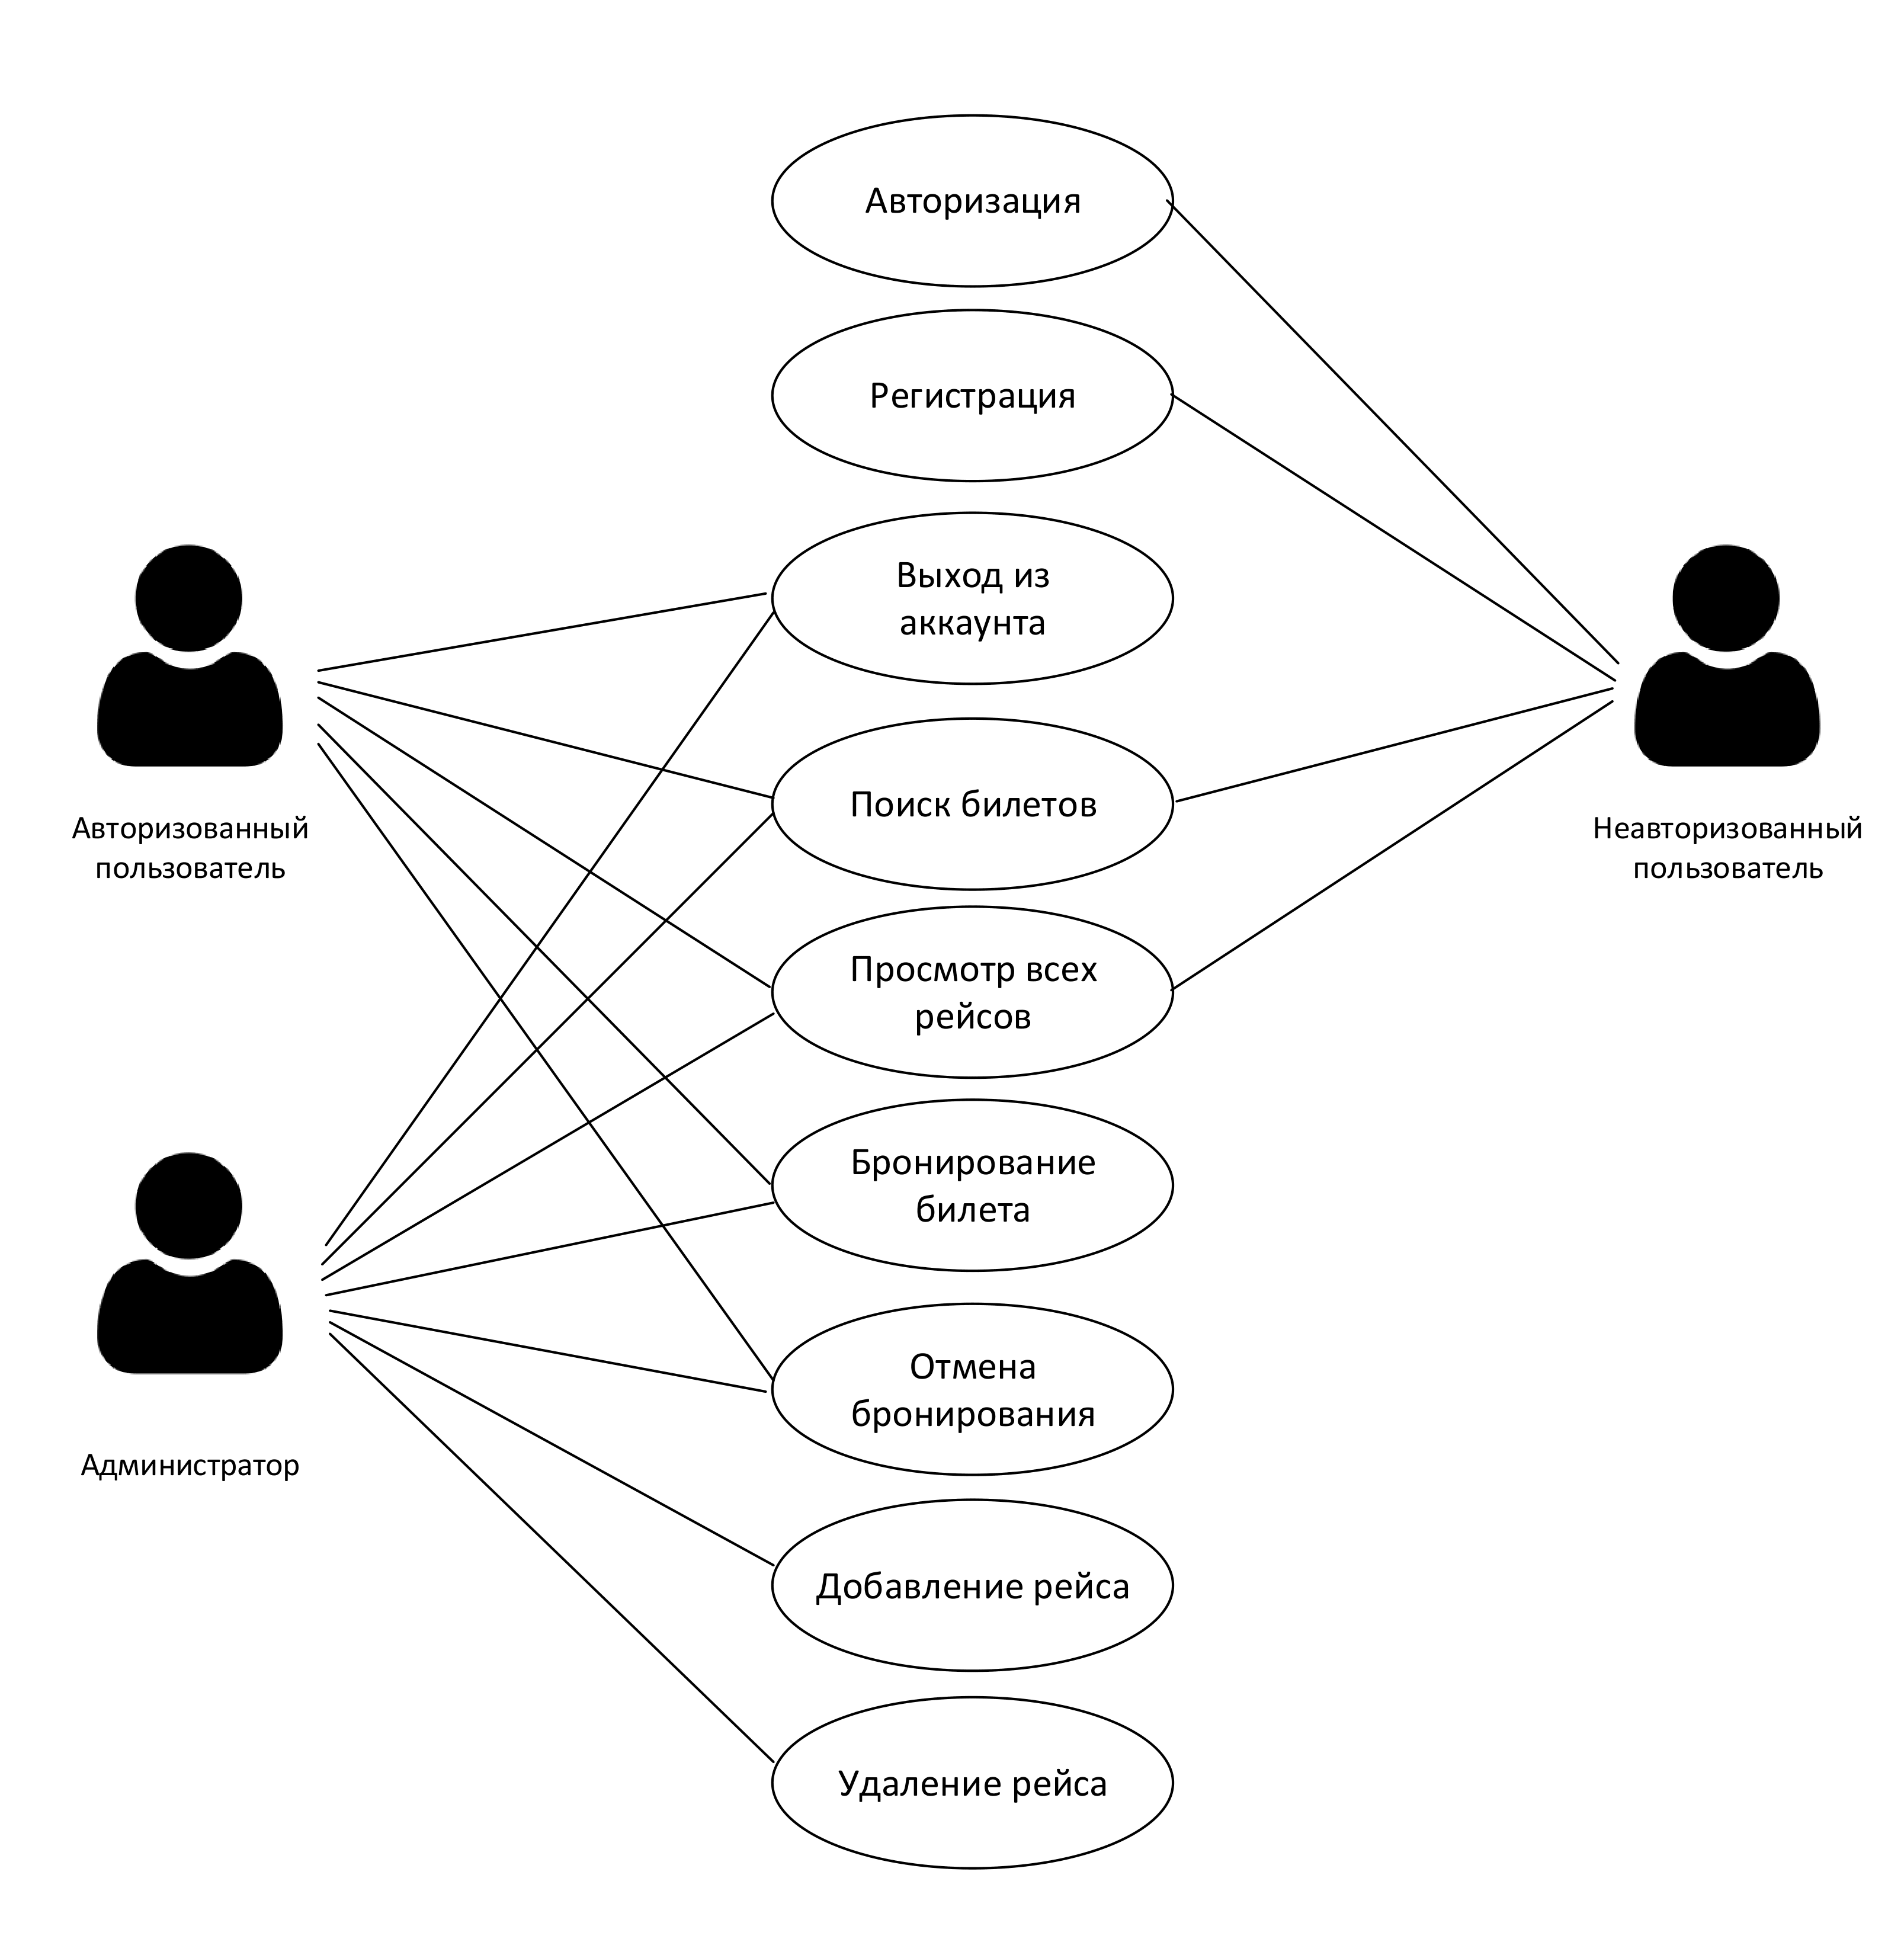 Авторизация
Регистрация
Выход из
аккаунта
Поиск билетов
Авторизованный
пользователь
Неавторизованный
пользователь
Просмотр всех
рейсов
Бронирование
билета
Отмена
бронирования
Администратор
Добавление рейса
Удаление рейса